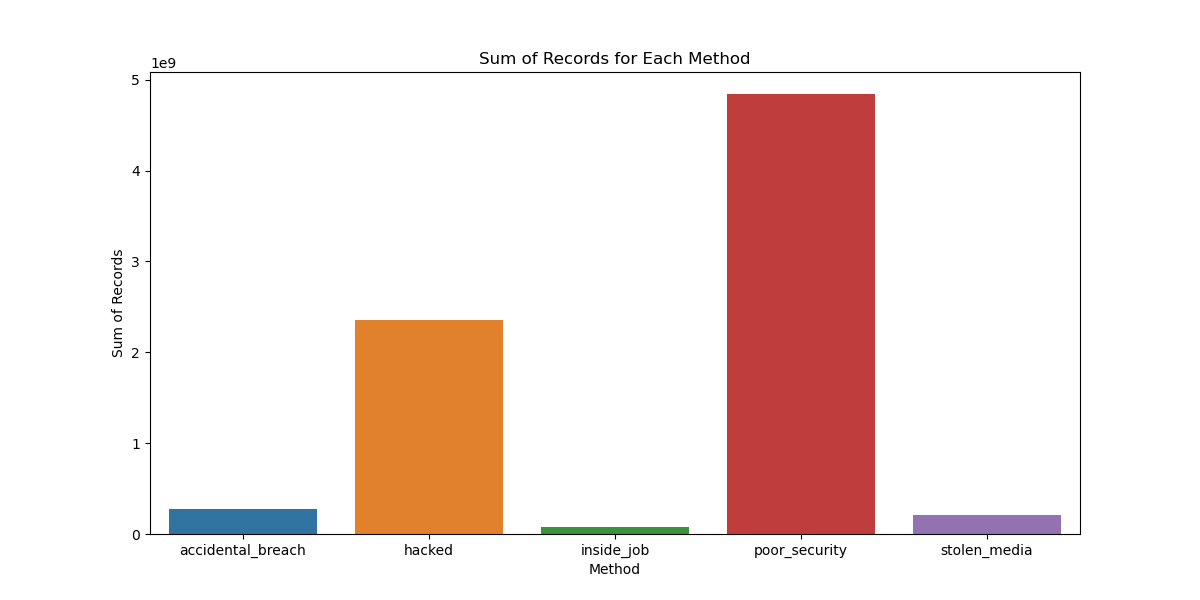 Sum of Records for Each Method
1e9
5
4
3
2
1
0
Sum of Records
accidental_breach hacked inside_job poor_security stolen_media
Method